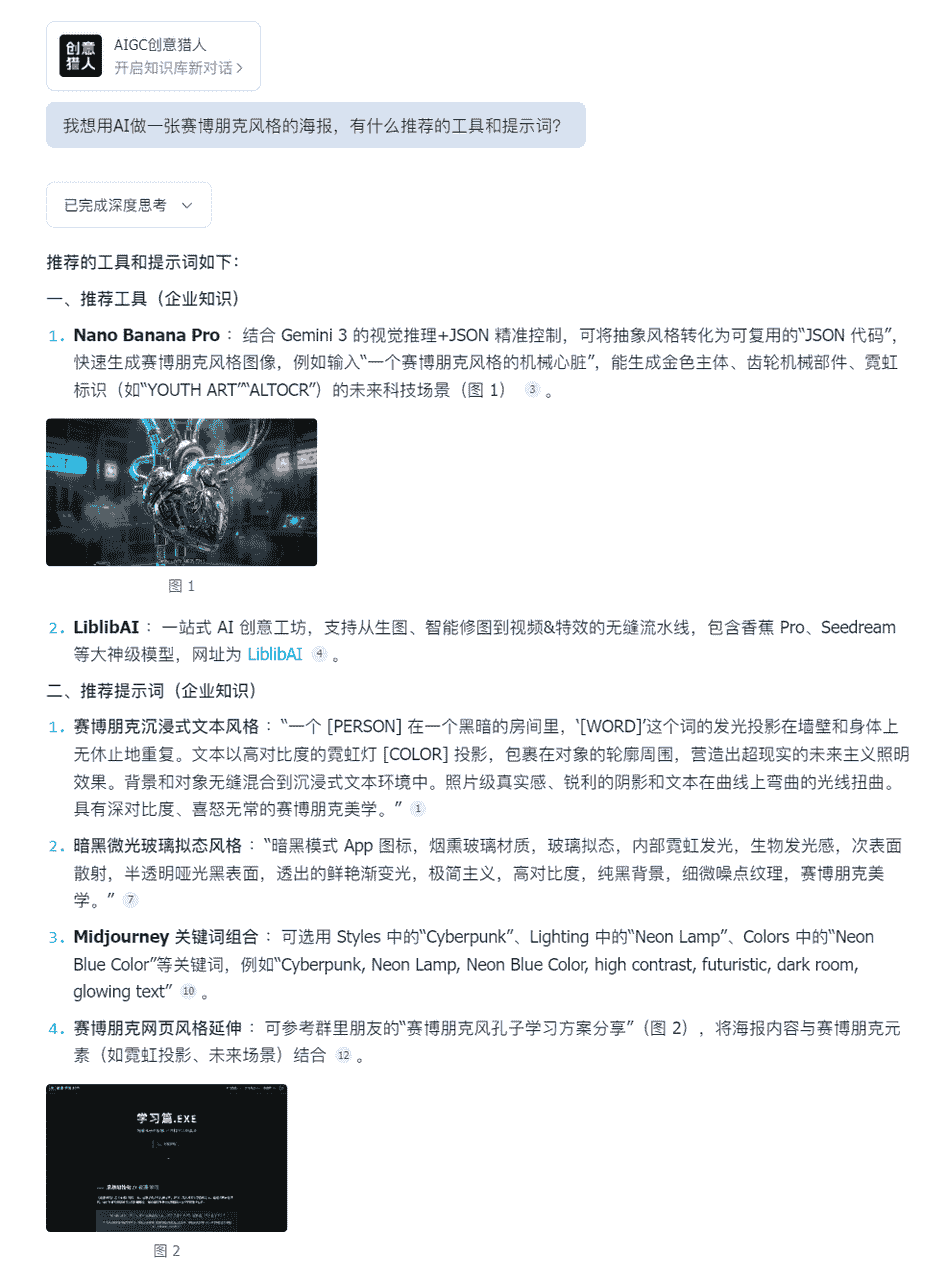 创意
猎人
AIGC创意猎人
开启知识库新对话
我想用AI做一张赛博朋克风格的海报，有什么推荐的工具和提示词？
已完成深度思考
推荐的工具和提示词如下：
一、推荐工具（企业知识）
1. Nano Banana Pro ： 结合 Gemini 3 的视觉推理+JSON 精准控制，可将抽象风格转化为可复用的“JSON 代码”，
快速生成赛博朋克风格图像，例如输入“一个赛博朋克风格的机械心脏”，能生成金色主体、齿轮机械部件、霓虹
标识（如“YOUTH ART”“ALTOCR”）的未来科技场景（图 1） 3 。
图 1
2. LiblibAI ： 一站式 AI 创意工坊，支持从生图、智能修图到视频&特效的无缝流水线，包含香蕉 Pro、Seedream
等大神级模型，网址为 LiblibAI 4 。
二、推荐提示词（企业知识）
1. 赛博朋克沉浸式文本风格 ： “一个 [PERSON] 在一个黑暗的房间里，‘[WORD]’这个词的发光投影在墙壁和身体上
无休止地重复。文本以高对比度的霓虹灯 [COLOR] 投影，包裹在对象的轮廓周围，营造出超现实的未来主义照明
效果。背景和对象无缝混合到沉浸式文本环境中。照片级真实感、锐利的阴影和文本在曲线上弯曲的光线扭曲。
具有深对比度、喜怒无常的赛博朋克美学。” 1
2. 暗黑微光玻璃拟态风格 ： “暗黑模式 App 图标，烟熏玻璃材质，玻璃拟态，内部霓虹发光，生物发光感，次表面
散射，半透明哑光黑表面，透出的鲜艳渐变光，极简主义，高对比度，纯黑背景，细微噪点纹理，赛博朋克美
学。” 7
3. Midjourney 关键词组合 ： 可选用 Styles 中的“Cyberpunk”、Lighting 中的“Neon Lamp”、Colors 中的“Neon
Blue Color”等关键词，例如“Cyberpunk, Neon Lamp, Neon Blue Color, high contrast, futuristic, dark room,
glowing text” 10 。
4. 赛博朋克网页风格延伸 ： 可参考群里朋友的“赛博朋克风孔子学习方案分享”（图 2），将海报内容与赛博朋克元
素（如霓虹投影、未来场景）结合 12 。
学习篇.EXE
图 2